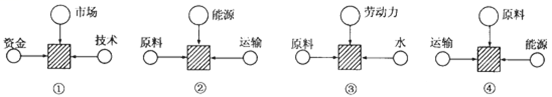 市场 能源 劳动力 原料
资金 技术 原料 运输 原料 水 运输 能源
① ② ③ ④